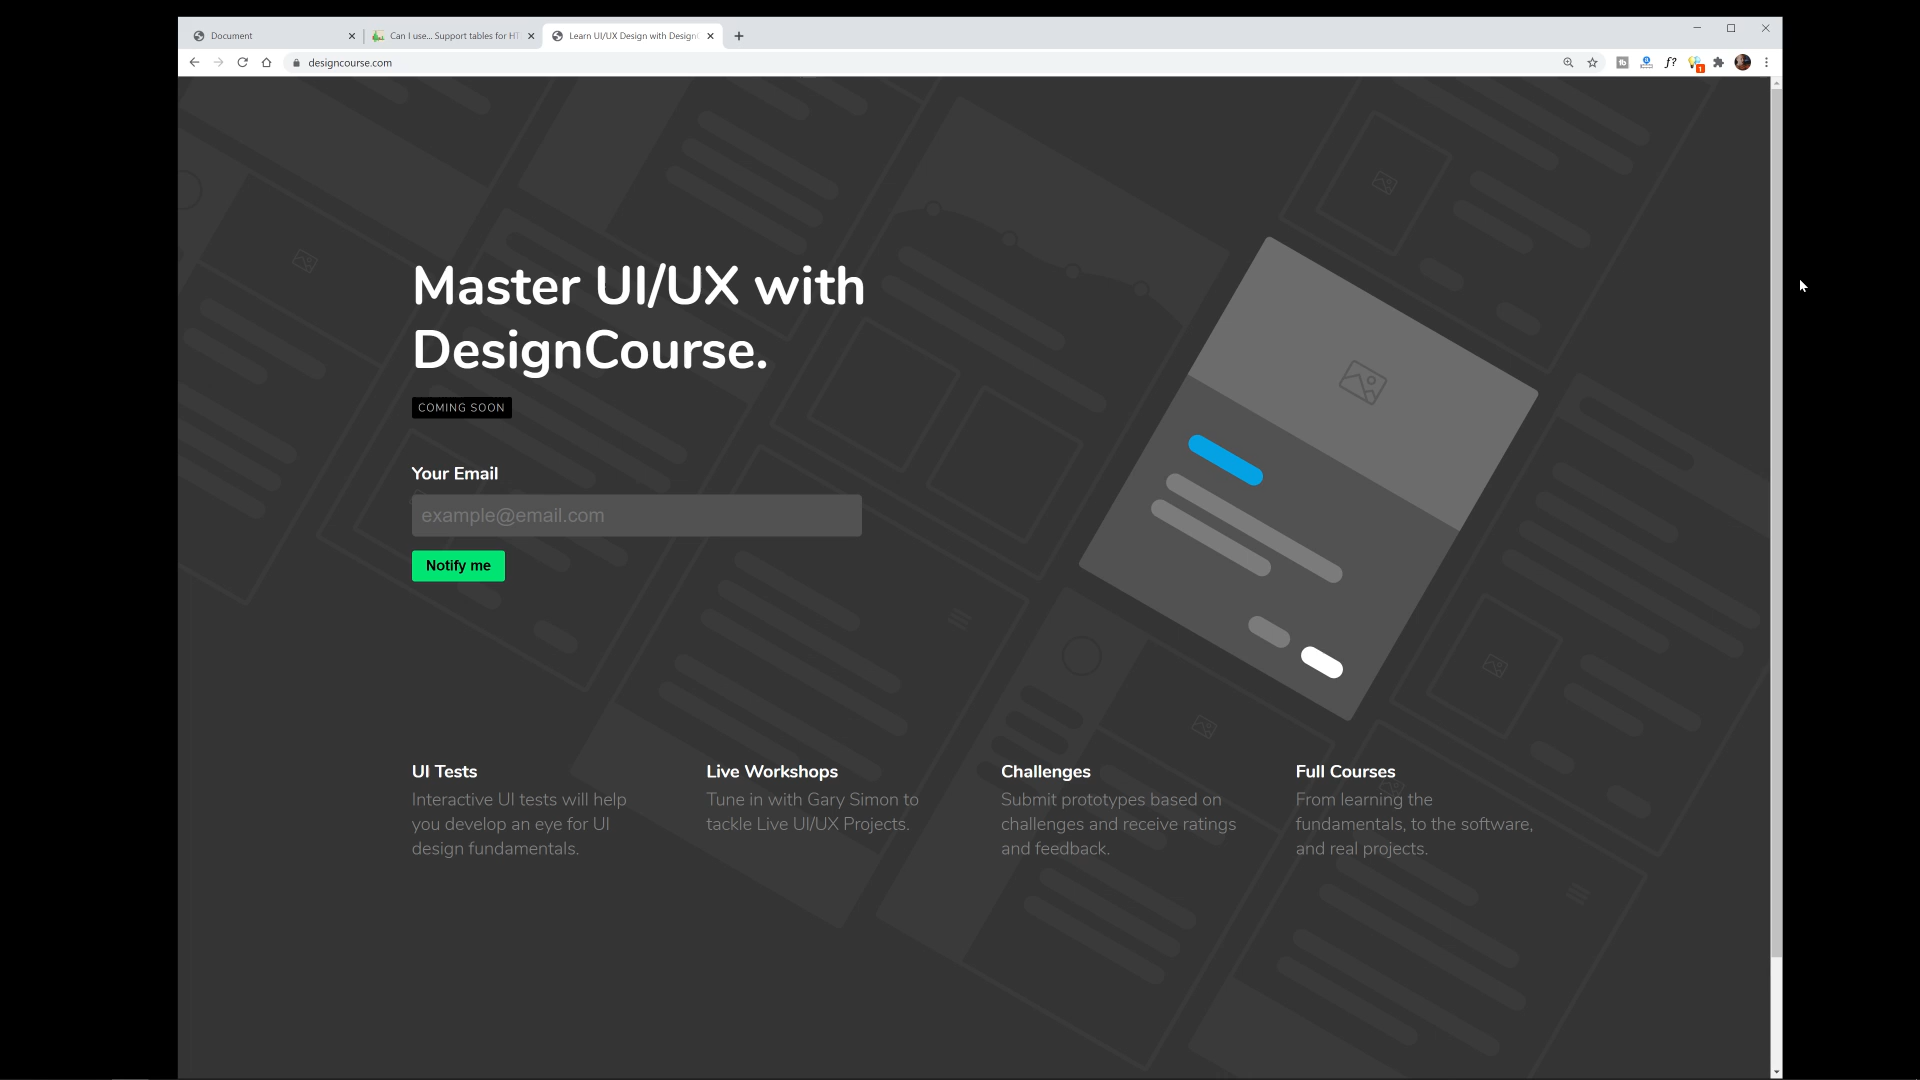 Document
Can I use... Support tables for HT
Learn UI/UX Design with Design
designcourse.com
f?
1
Master UI/UX with
DesignCourse.
COMING SOON
Your Email
example@email.com
Notify me
UI Tests
Interactive UI tests will help
you develop an eye for UI
design fundamentals.
Live Workshops
Tune in with Gary Simon to
tackle Live UI/UX Projects.
Challenges
Submit prototypes based on
challenges and receive ratings
and feedback.
Full Courses
From learning the
fundamentals, to the software,
and real projects.